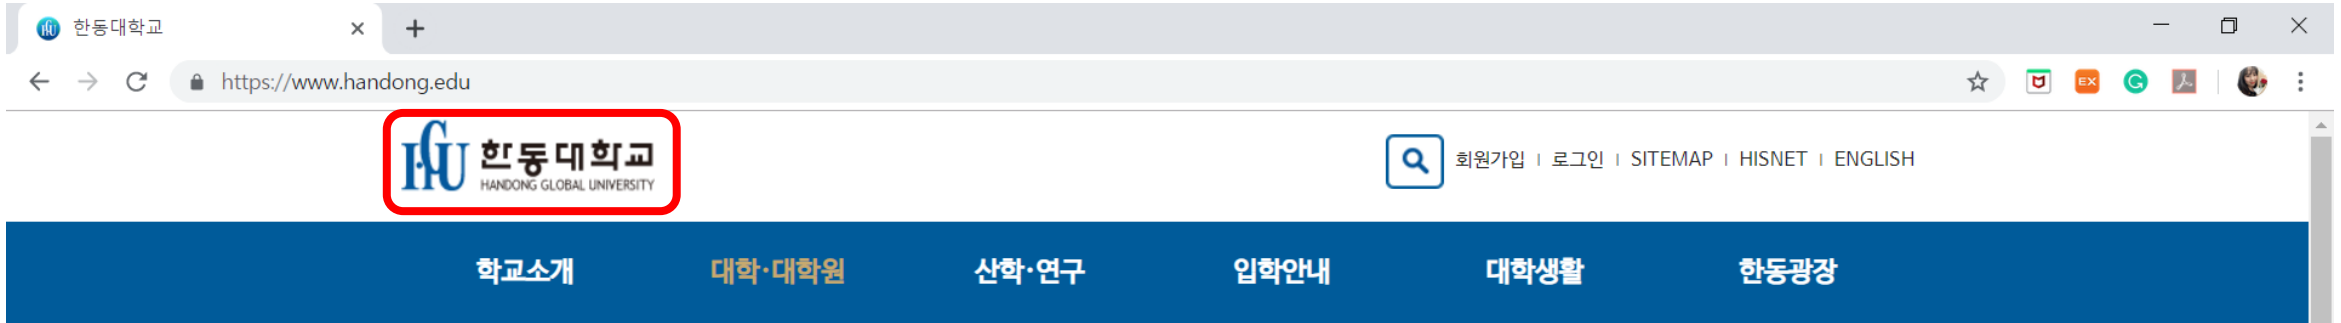 한동대학교
https://www.handong.edu
EX
HGU 한동대학교
HANDONG GLOBAL UNIVERSITY
회원가입 | 로그인 | SITEMAP | HISNET | ENGLISH
학교소개 대학·대학원 산학·연구 입학안내 대학생활 한동광장